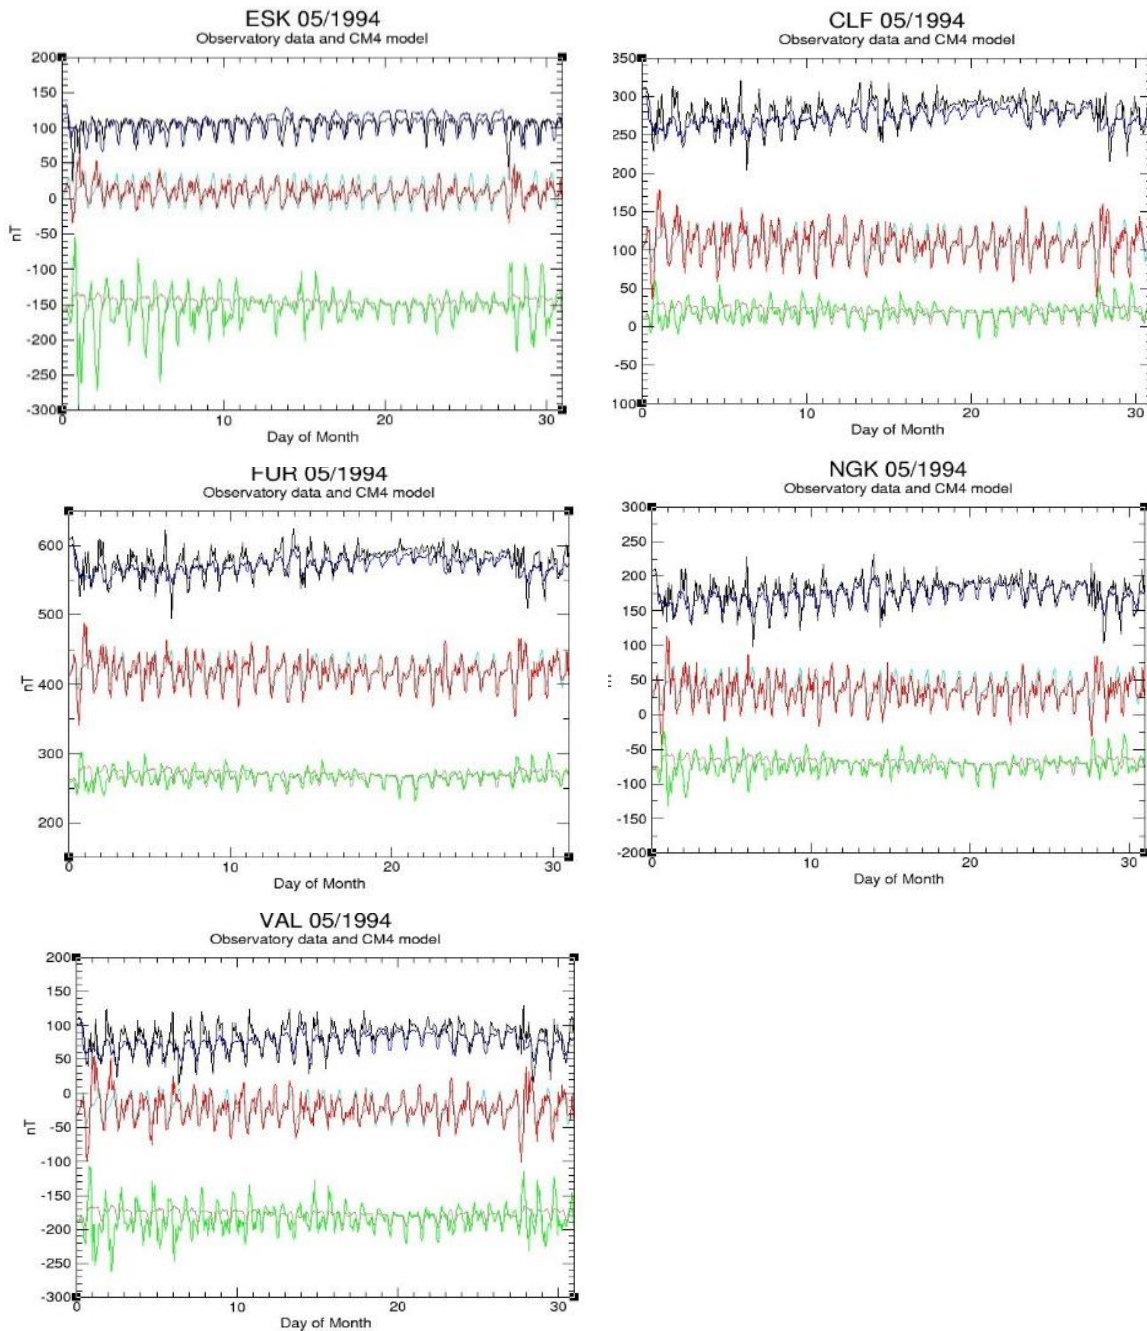 ESK 05/1994
Observatory data and CM4 model
200
150
100
50
0
-50
-100
-150
-200
-250
-300
nT
0 10 20 30
Day of Month
CLF 05/1994
Observatory data and CM4 model
350
300
250
200
150
100
50
0
-50
100
0 10 20 30
Day of Month
FUR 05/1994
Observatory data and CM4 model
600
500
400
300
200
nT
0 10 20 30
Day of Month
NGK 05/1994
Observatory data and CM4 model
300
250
200
150
100
50
0
-50
-100
-150
-200
0 10 20 30
Day of Month
VAL 05/1994
Observatory data and CM4 model
200
150
100
50
0
-50
-100
-150
-200
-250
-300
nT
0 10 20 30
Day of Month